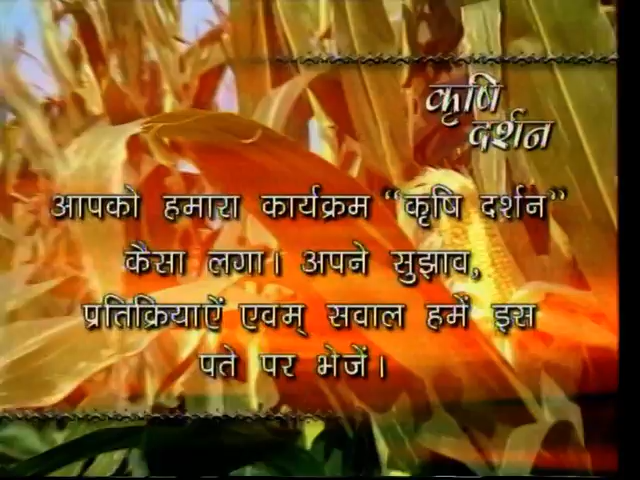 कृषि
दर्शन
आपको हमारा कार्यक्रम “कृषि दर्शन”
कैसा लगा। अपने सुझाव,
प्रतिक्रियाऐं एवम् सवाल हमें इस
पते पर भेजें।